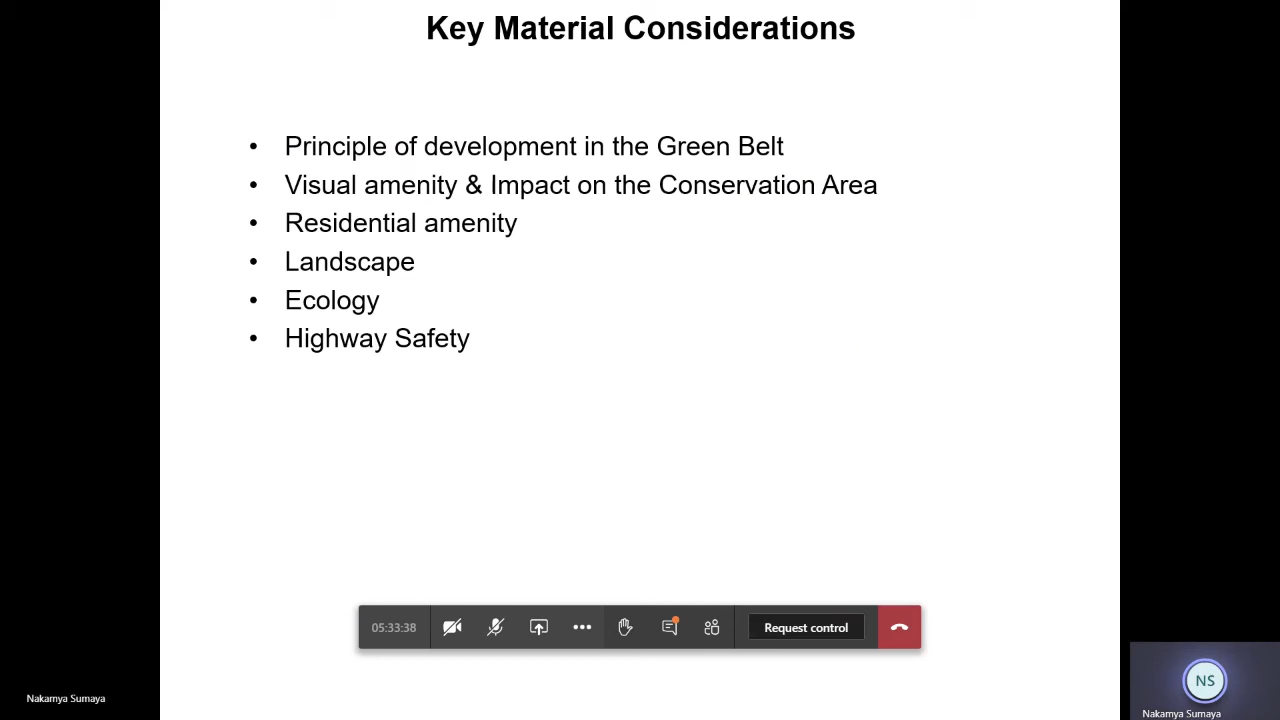 Key Material Considerations
• Principle of development in the Green Belt
• Visual amenity & Impact on the Conservation Area
• Residential amenity
• Landscape
• Ecology
• Highway Safety
05:33:38
Request control
Nakamya Sumaya
NS
Nakamya Sumaya